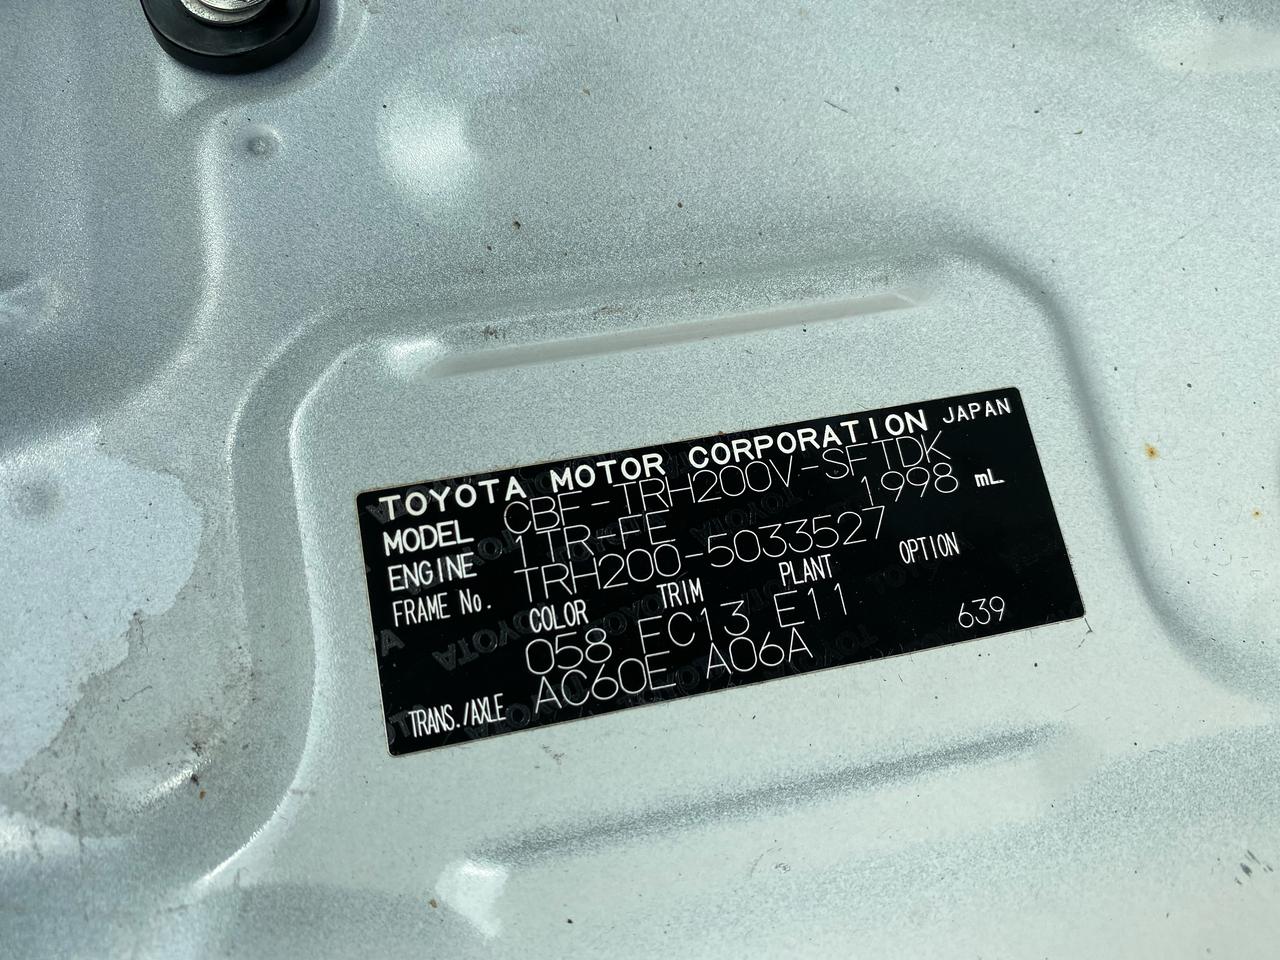 TOYOTA MOTOR CORPORATION JAPAN
MODEL CBF-TRH200V-SFTDK
ENGINE 1TR-FE 1998 mL
FRAME No. TRH200-5033527
COLOR TRIM PLANT OPTION
058 EC13 E11 639
TRANS./AXLE AC60E A06A